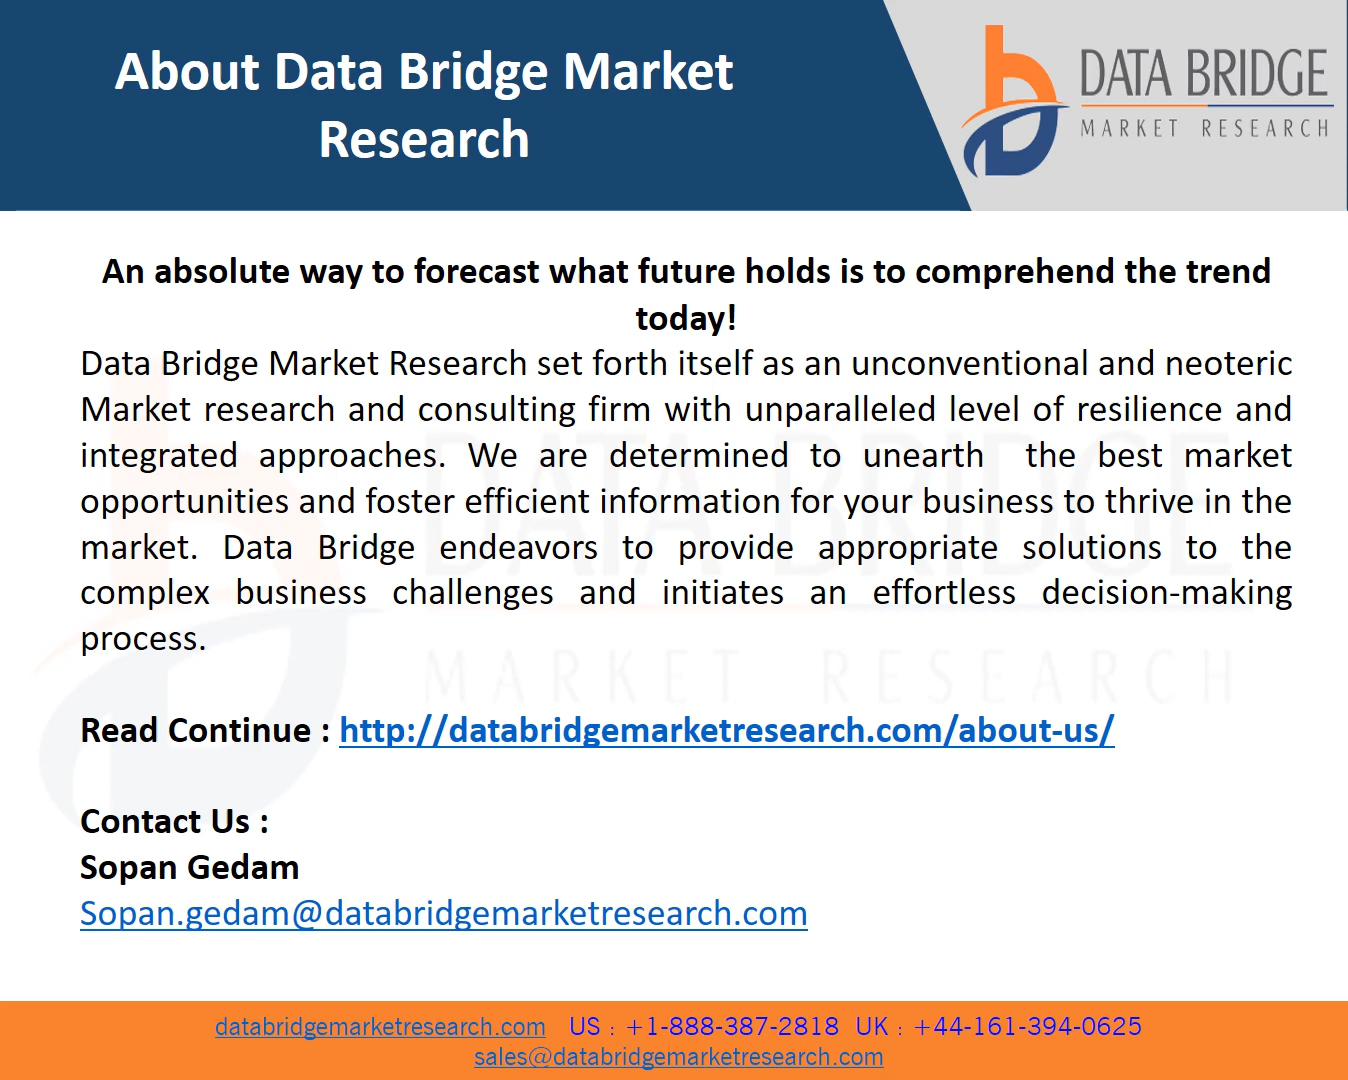 About Data Bridge Market
Research
DATA BRIDGE
MARKET RESEARCH
An absolute way to forecast what future holds is to comprehend the trend
today!
Data Bridge Market Research set forth itself as an unconventional and neoteric
Market research and consulting firm with unparalleled level of resilience and
integrated approaches. We are determined to unearth the best market
opportunities and foster efficient information for your business to thrive in the
market. Data Bridge endeavors to provide appropriate solutions to the
complex business challenges and initiates an effortless decision-making
process.
DATA BRIDGE
MARKET RESEARCH
Read Continue : http://databridgemarketresearch.com/about-us/
Contact Us :
Sopan Gedam
Sopan.gedam@databridgemarketresearch.com
databridgemarketresearch.com US : +1-888-387-2818 UK : +44-161-394-0625
sales@databridgemarketresearch.com